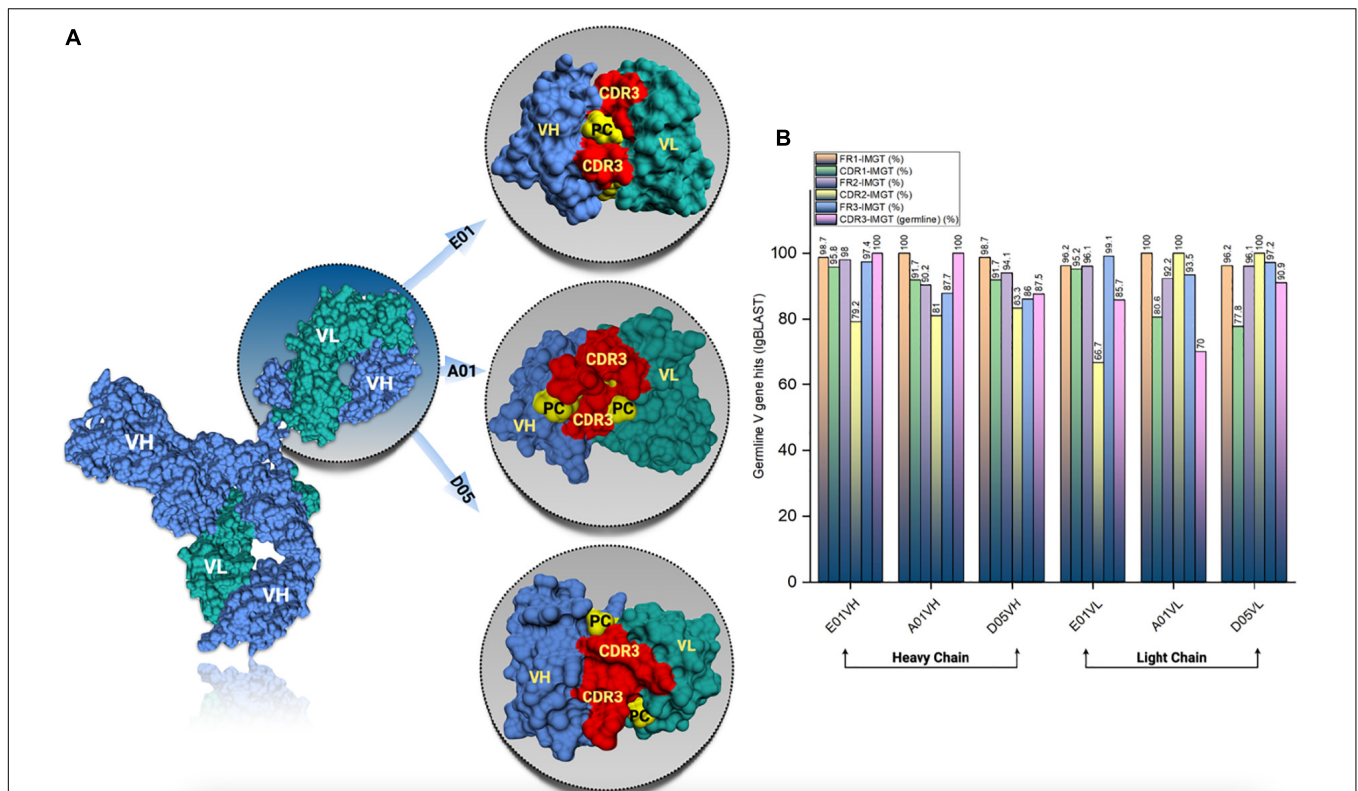 A
VH
PC
CDR3
CDR3
VL
E01
VL
VH
A01
CDR3
VL
PC
PC
CDR3
VH
D05
VH
VL
VH
PC
CDR3
VL
VH
CDR3
PC
B
FR1-IMGT (%)
CDR1-IMGT (%)
FR2-IMGT (%)
CDR2-IMGT (%)
FR3-IMGT (%)
CDR3-IMGT (germline) (%)
Germline V gene hits (IgBLAST)
100
80
60
40
20
0
98.7 95.8 98 79.2 97.4 100
100 91.7 90.2 81 87.7 100
98.7 91.7 94.1 83.3 86 87.5
96.2 95.2 96.1 66.7 99.1 85.7
100 80.6 92.2 100 93.5 70
96.2 77.8 96.1 100 97.2 90.9
E01VH A01VH D05VH E01VL A01VL D05VL
Heavy Chain Light Chain